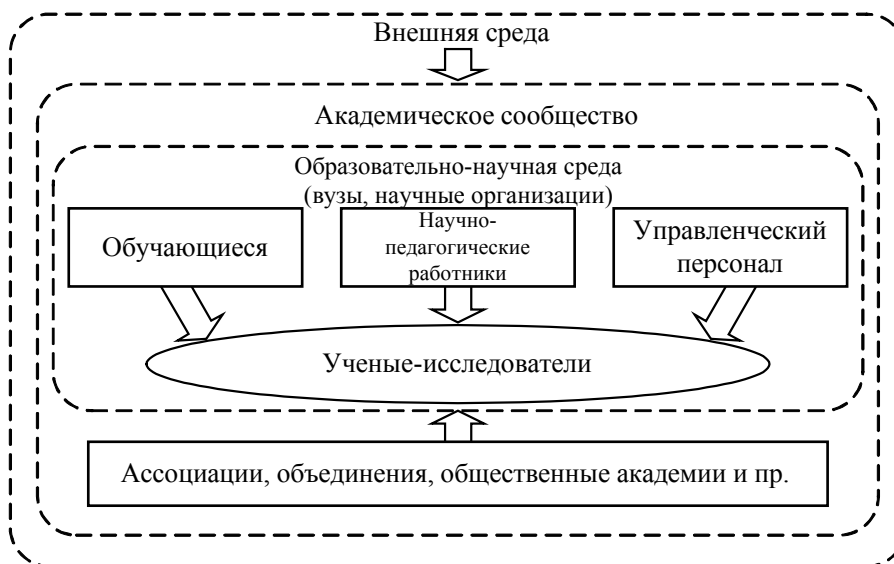 Внешняя среда
Академическое сообщество
Образовательно-научная среда
(вузы, научные организации)
Обучающиеся
Научно-
педагогические
работники
Управленческий
персонал
Ученые-исследователи
Ассоциации, объединения, общественные академии и пр.